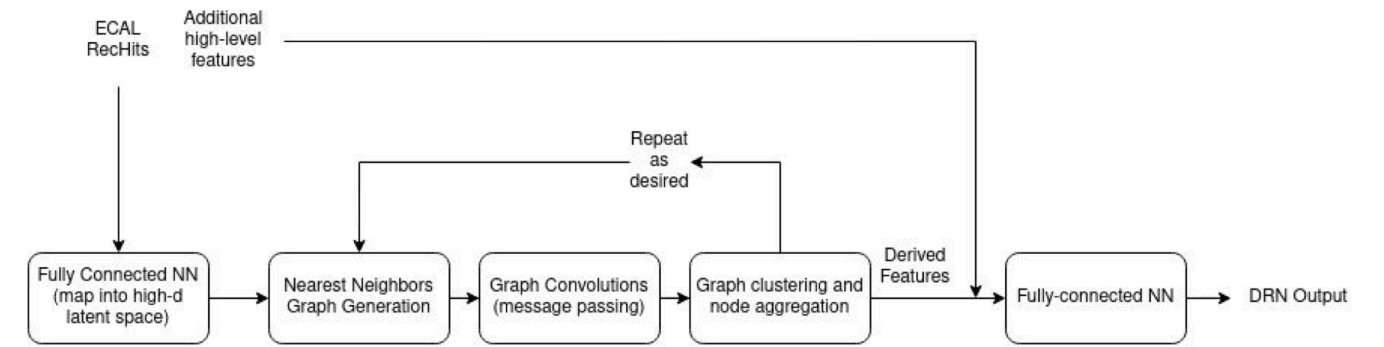 ECAL
RecHits
Additional
high-level
features
Repeat
as
desired
Fully Connected NN
(map into high-d
latent space)
Nearest Neighbors
Graph Generation
Graph Convolutions
(message passing)
Graph clustering and
node aggregation
Derived
Features
Fully-connected NN
DRN Output